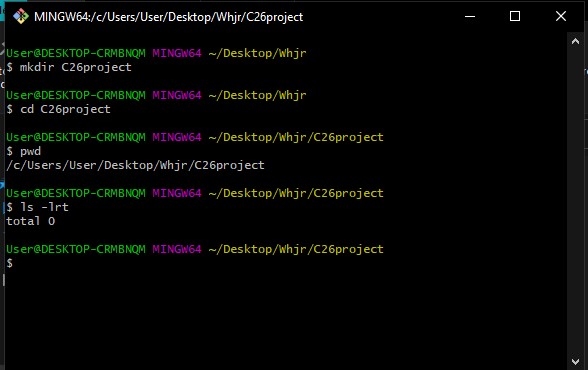 MINGW64:/c/Users/User/Desktop/Whjr/C26project
User@DESKTOP-CRMBNQM MINGW64 ~/Desktop/Whjr
$ mkdir C26project
User@DESKTOP-CRMBNQM MINGW64 ~/Desktop/Whjr
$ cd C26project
User@DESKTOP-CRMBNQM MINGW64 ~/Desktop/Whjr/C26project
$ pwd
/c/Users/User/Desktop/Whjr/C26project
User@DESKTOP-CRMBNQM MINGW64 ~/Desktop/Whjr/C26project
$ ls -lrt
total 0
User@DESKTOP-CRMBNQM MINGW64 ~/Desktop/Whjr/C26project
$